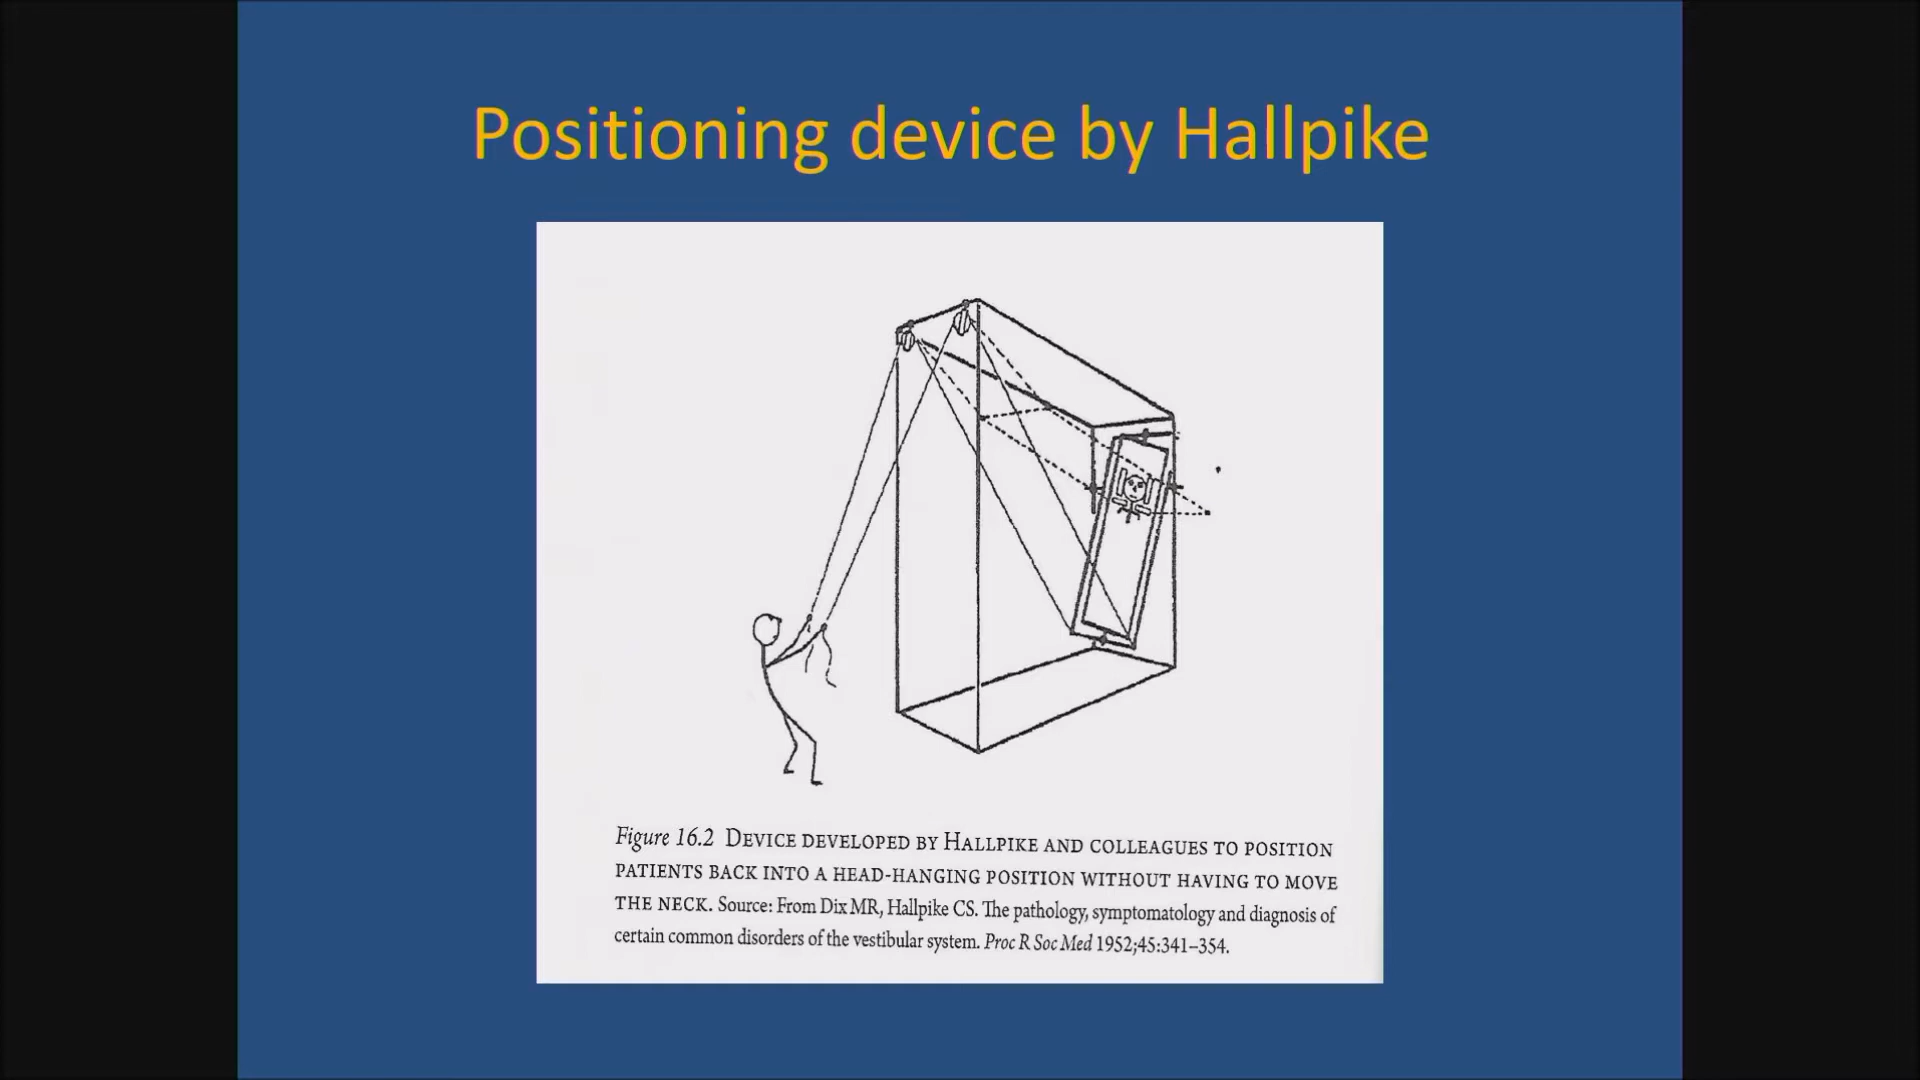 Positioning device by Hallpike
Figure 16.2 DEVICE DEVELOPED BY HALLPIKE AND COLLEAGUES TO POSITION
PATIENTS BACK INTO A HEAD-HANGING POSITION WITHOUT HAVING TO MOVE
THE NECK. Source: From Dix MR, Hallpike CS. The pathology, symptomatology and diagnosis of
certain common disorders of the vestibular system. Proc R Soc Med 1952;45:341–354.